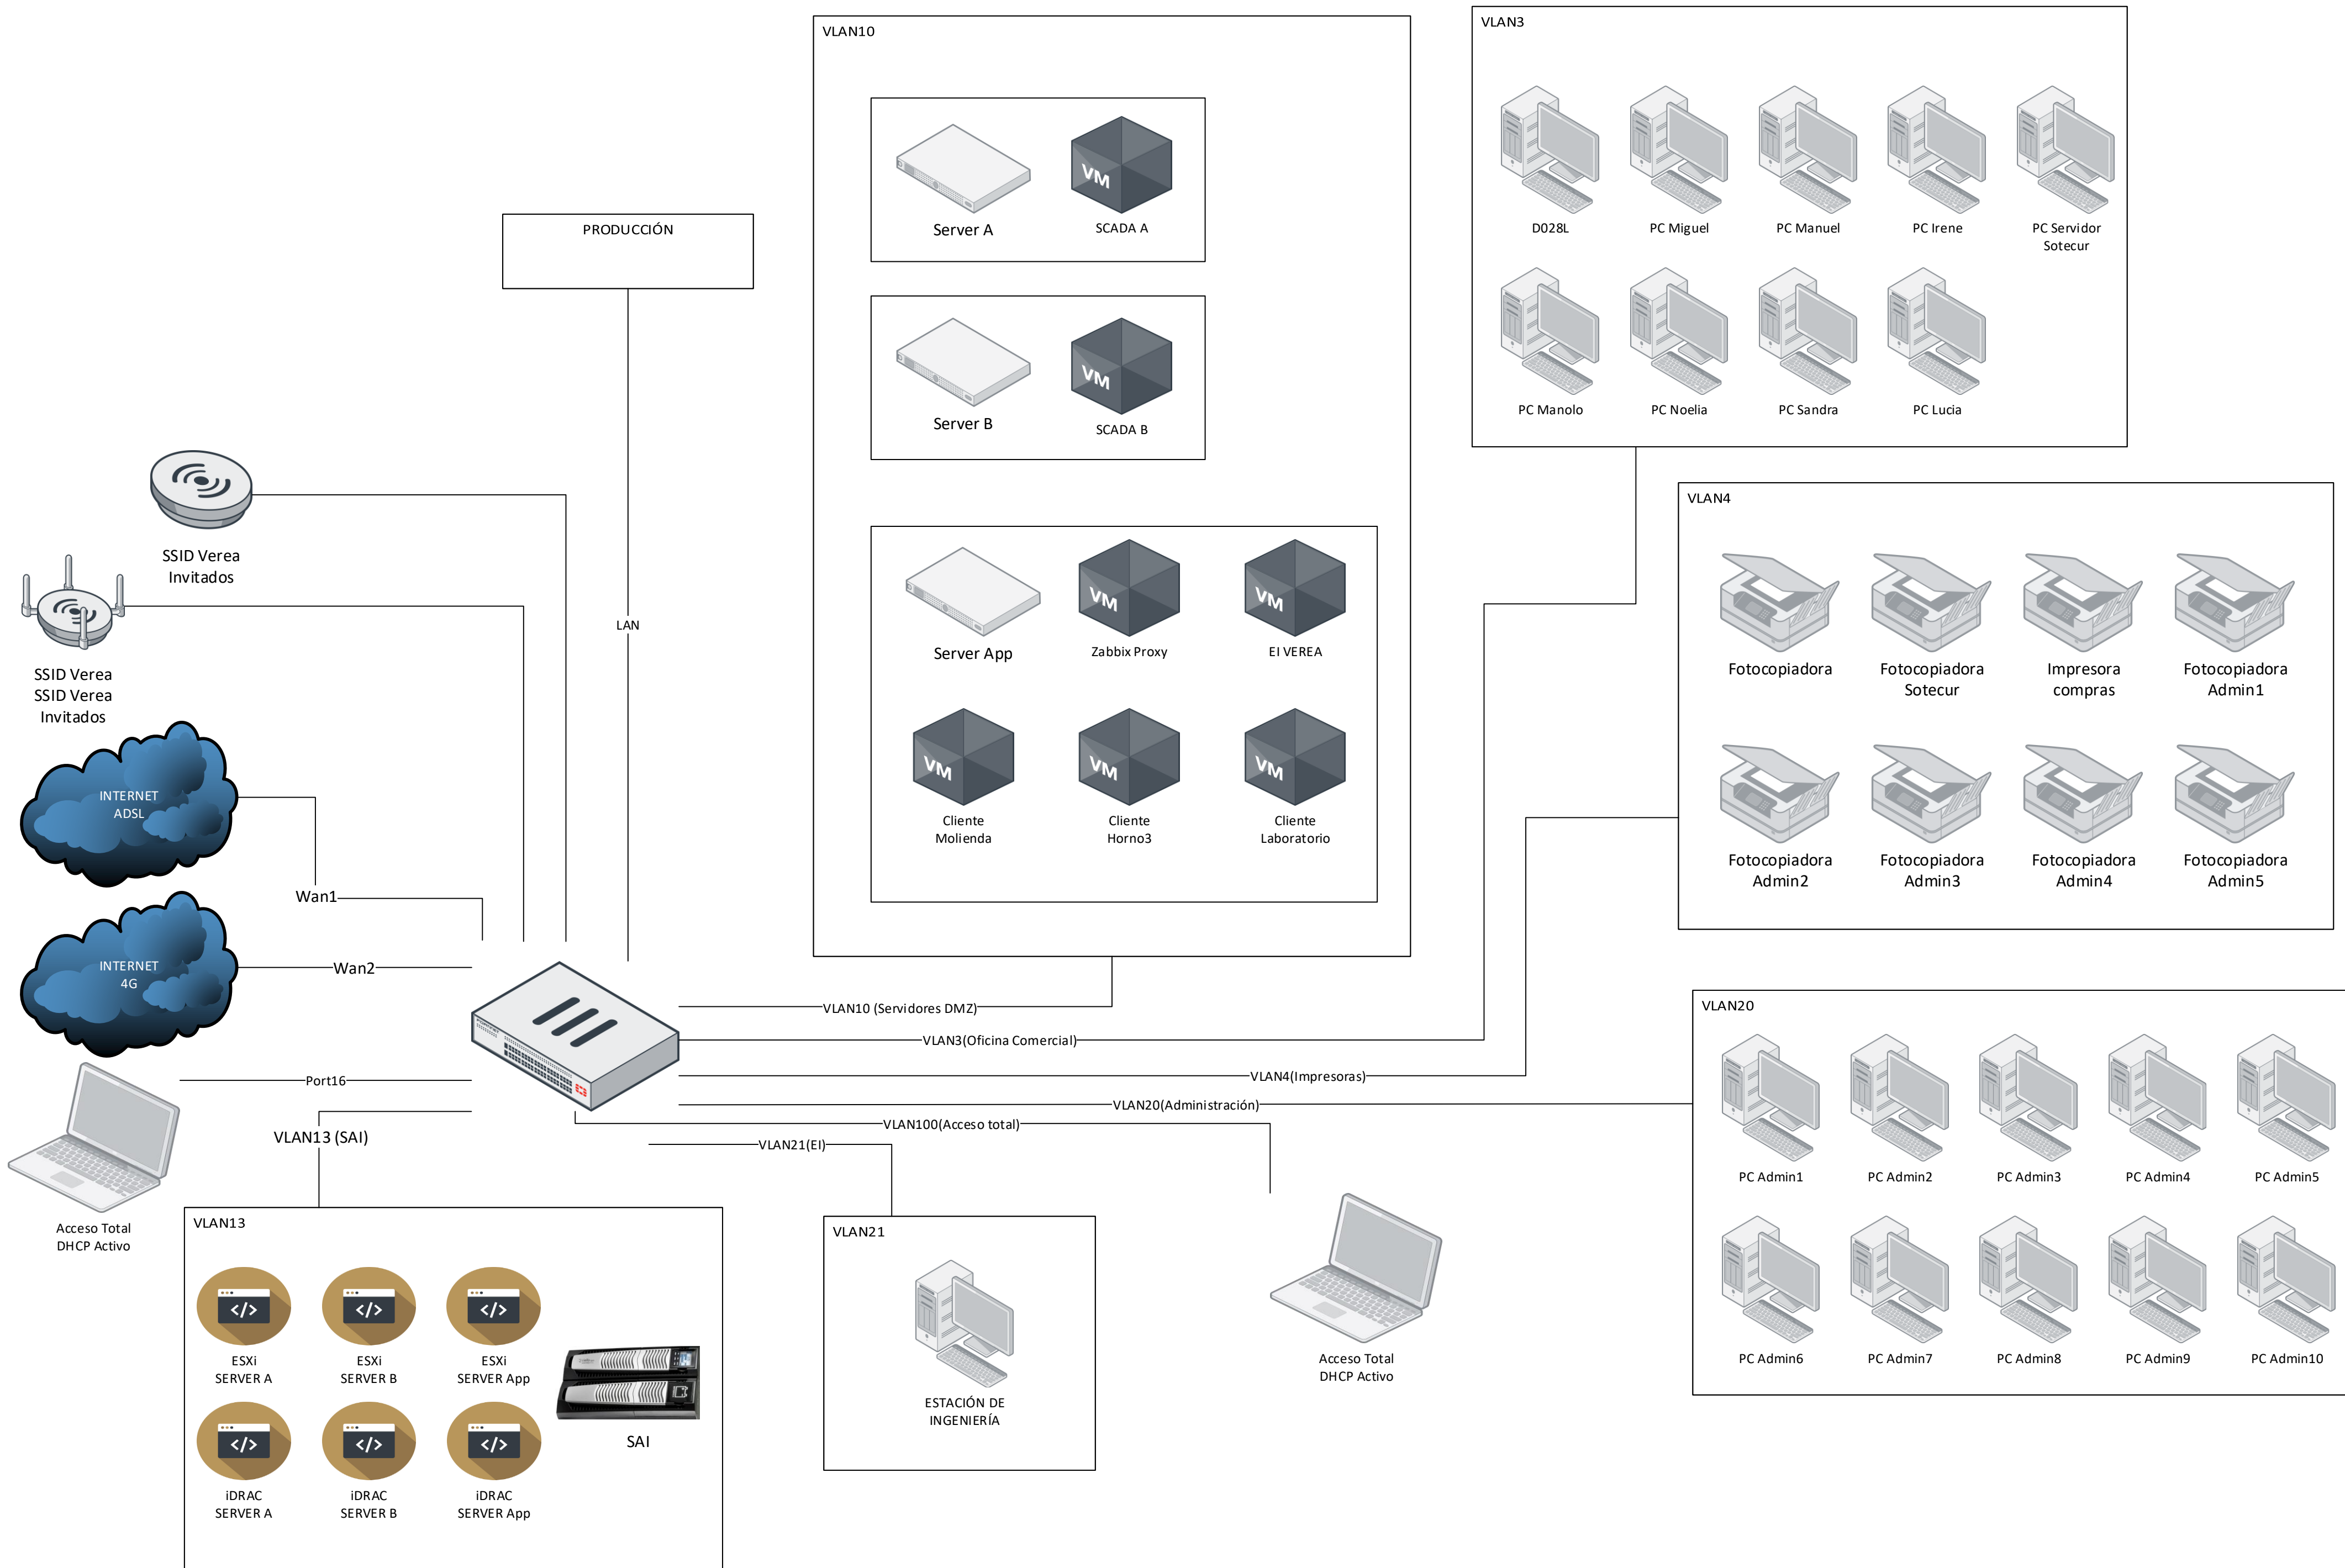 VLAN10
Server A
SCADA A
Server B
SCADA B
Server App
Zabbix Proxy
EI VEREA
Cliente
Molienda
Cliente
Horno3
Cliente
Laboratorio
VLAN3
D028L
PC Miguel
PC Manuel
PC Irene
PC Servidor
Sotecur
PC Manolo
PC Noelia
PC Sandra
PC Lucia
PRODUCCIÓN
LAN
SSID Verea
Invitados
SSID Verea
SSID Verea
Invitados
INTERNET
ADSL
Wan1
INTERNET
4G
Wan2
VLAN4
Fotocopiadora
Fotocopiadora
Sotecur
Impresora
compras
Fotocopiadora
Admin1
Fotocopiadora
Admin2
Fotocopiadora
Admin3
Fotocopiadora
Admin4
Fotocopiadora
Admin5
VLAN10 (Servidores DMZ)
VLAN3(Oficina Comercial)
VLAN4(Impresoras)
VLAN20(Administración)
VLAN100(Acceso total)
VLAN21(EI)
Port16
VLAN13 (SAI)
Acceso Total
DHCP Activo
VLAN20
PC Admin1
PC Admin2
PC Admin3
PC Admin4
PC Admin5
PC Admin6
PC Admin7
PC Admin8
PC Admin9
PC Admin10
VLAN13
ESXi
SERVER A
ESXi
SERVER B
ESXi
SERVER App
iDRAC
SERVER A
iDRAC
SERVER B
iDRAC
SERVER App
SAI
VLAN21
ESTACIÓN DE
INGENIERÍA
Acceso Total
DHCP Activo
VM
VM
VM
VM
VM
VM
VM